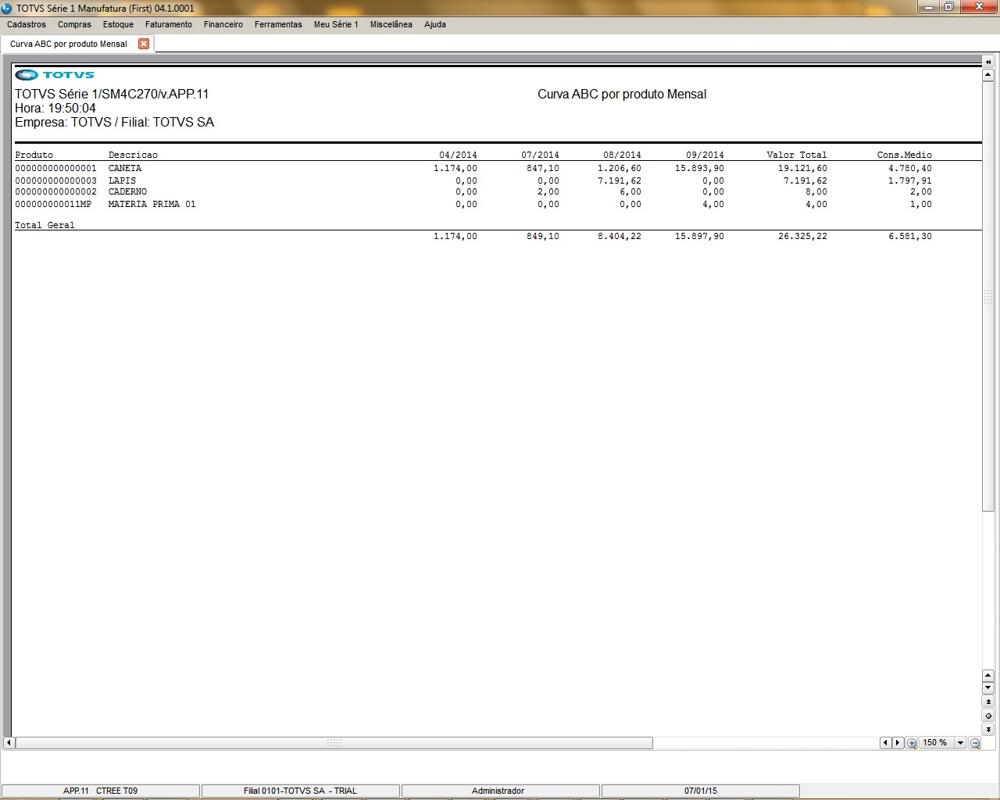 TOTVS Série 1 Manufatura (First) 04.1.0001
Cadastros Compras Estoque Faturamento Financeiro Ferramentas Meu Série 1 Miscelânea Ajuda
Curva ABC por produto Mensal
TOTVS
TOTVS Série 1/SM4C270/v.APP.11 Curva ABC por produto Mensal
Hora: 19:50:04
Empresa: TOTVS / Filial: TOTVS SA
Produto Descricao 04/2014 07/2014 08/2014 09/2014 Valor Total Cons.Medio
000000000000001 CANETA 1.174,00 847,10 1.206,60 15.893,90 19.121,60 4.780,40
000000000000003 LAPIS 0,00 0,00 7.191,62 0,00 7.191,62 1.797,91
000000000000002 CADERNO 0,00 2,00 6,00 0,00 8,00 2,00
000000000011MP MATERIA PRIMA 01 0,00 0,00 0,00 4,00 4,00 1,00
Total Geral
1.174,00 849,10 8.404,22 15.897,90 26.325,22 6.581,30
150 %
APP.11 CTREE T09 Filial 0101-TOTVS SA - TRIAL Administrador 07/01/15